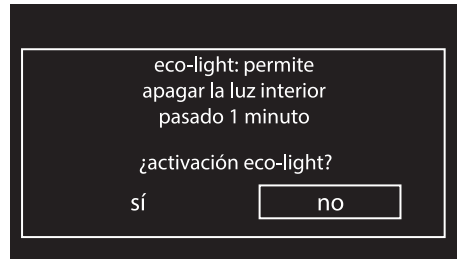 eco-light: permite
apagar la luz interior
pasado 1 minuto
¿activación eco-light?
sí no